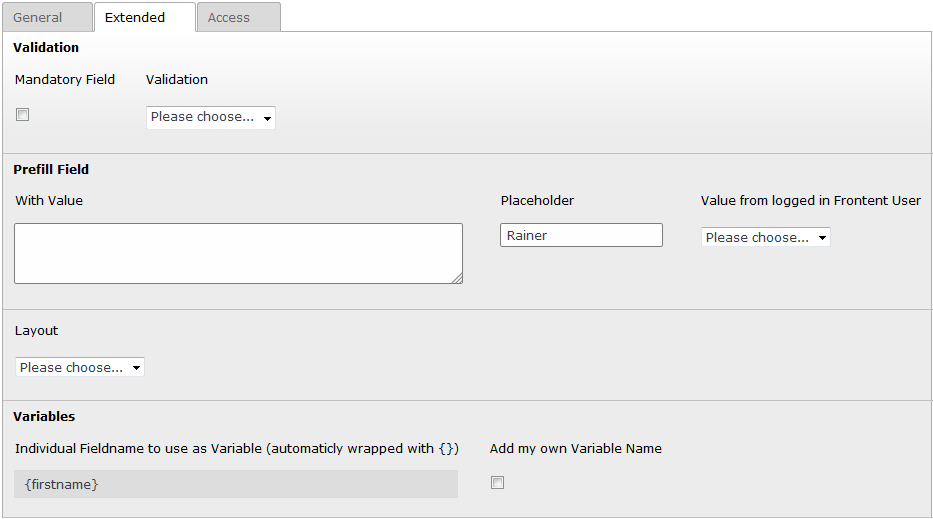 General Extended Access
Validation
Mandatory Field Validation
Please choose...
Prefill Field
With Value Placeholder Value from logged in Frontent User
Rainer Please choose...
Layout
Please choose...
Variables
Individual Fieldname to use as Variable (automaticly wrapped with {}) Add my own Variable Name
{firstname}